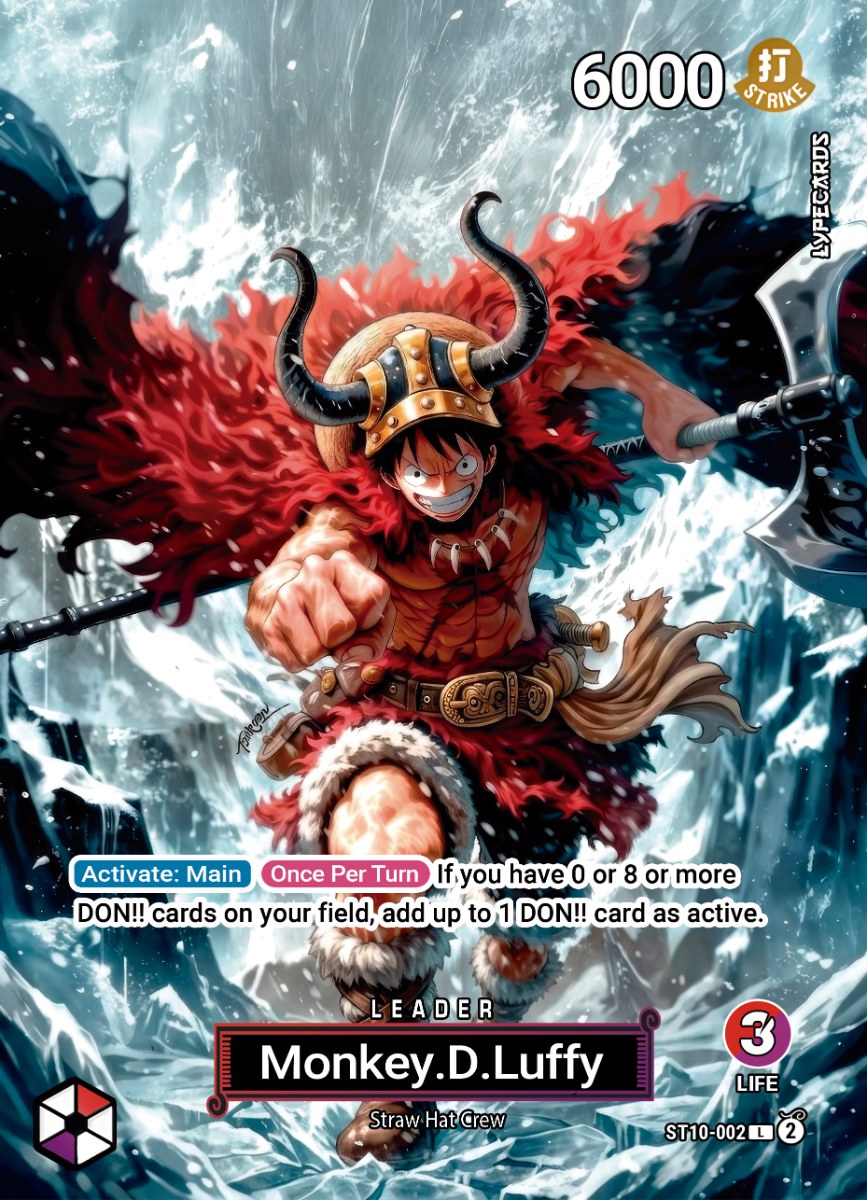 6000
打
STRIKE
LYPECARDS
Activate: Main Once Per Turn If you have 0 or 8 or more
DON!! cards on your field, add up to 1 DON!! card as active.
LEADER
Monkey.D.Luffy
3
LIFE
Straw Hat Crew
ST10-002 L 2